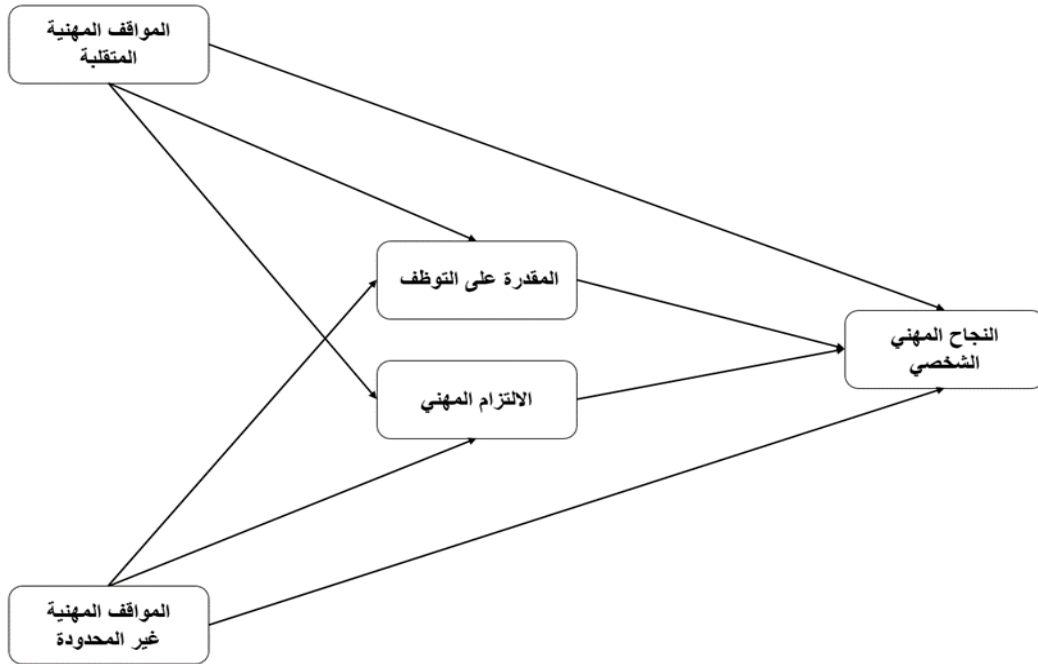 المواقف المهنية
المتقلبة
المقدرة على التوظف
النجاح المهني
الشخصي
الالتزام المهني
المواقف المهنية
غير المحدودة